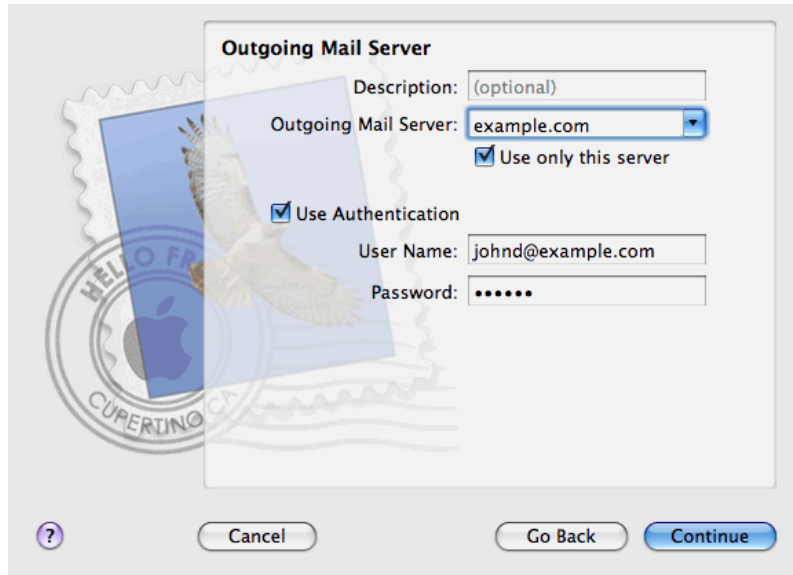 Outgoing Mail Server
Description: (optional)
Outgoing Mail Server: example.com
Use only this server
Use Authentication
User Name: johnd@example.com
Password: ••••••
HELLO FR
CUPERTINO CA
? Cancel Go Back Continue